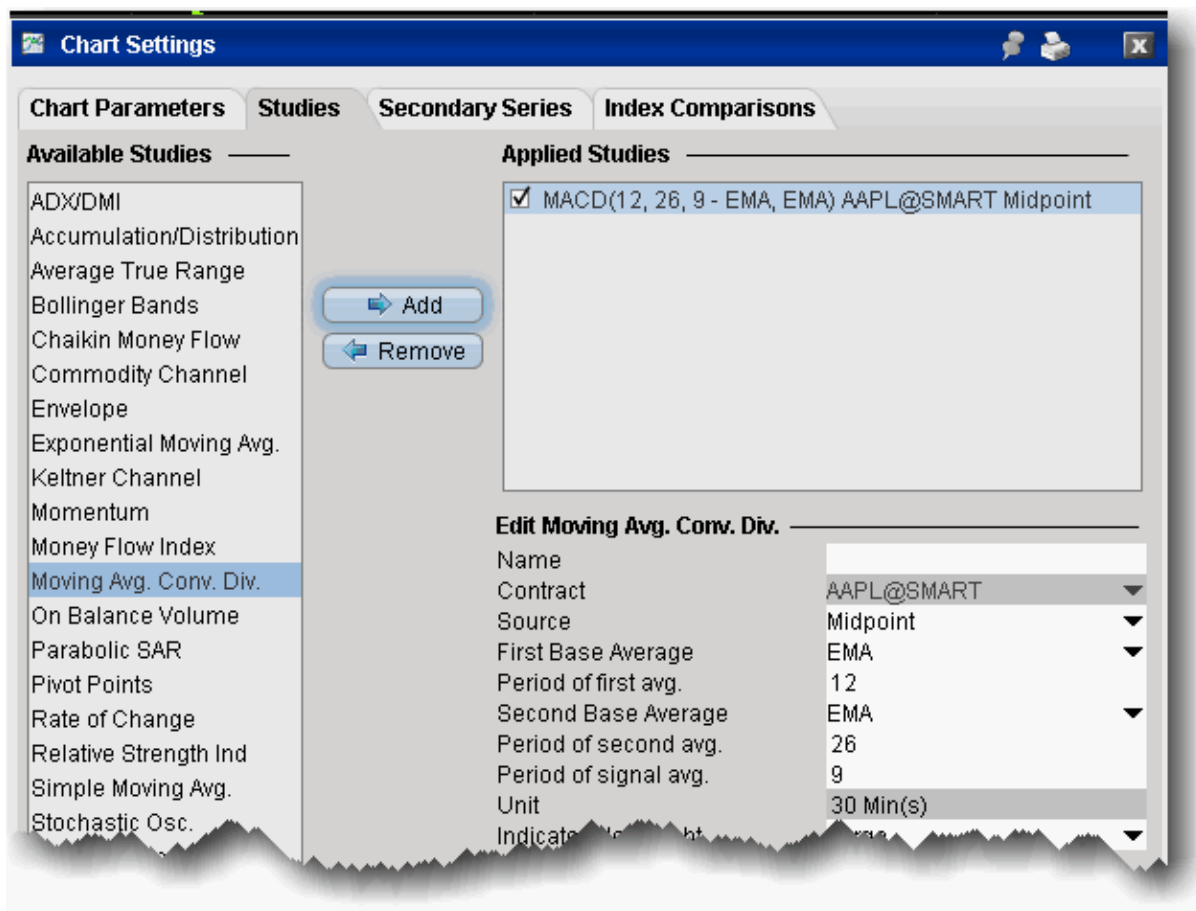 Chart Settings
Chart Parameters Studies Secondary Series Index Comparisons
Available Studies
ADX/DMI
Accumulation/Distribution
Average True Range
Bollinger Bands
Chaikin Money Flow
Commodity Channel
Envelope
Exponential Moving Avg.
Keltner Channel
Momentum
Money Flow Index
Moving Avg. Conv. Div.
On Balance Volume
Parabolic SAR
Pivot Points
Rate of Change
Relative Strength Ind
Simple Moving Avg.
Stochastic Osc.
Add
Remove
Applied Studies
MACD(12, 26, 9 - EMA, EMA) AAPL@SMART Midpoint
Edit Moving Avg. Conv. Div.
Name
Contract AAPL@SMART
Source Midpoint
First Base Average EMA
Period of first avg. 12
Second Base Average EMA
Period of second avg. 26
Period of signal avg. 9
Unit 30 Min(s)